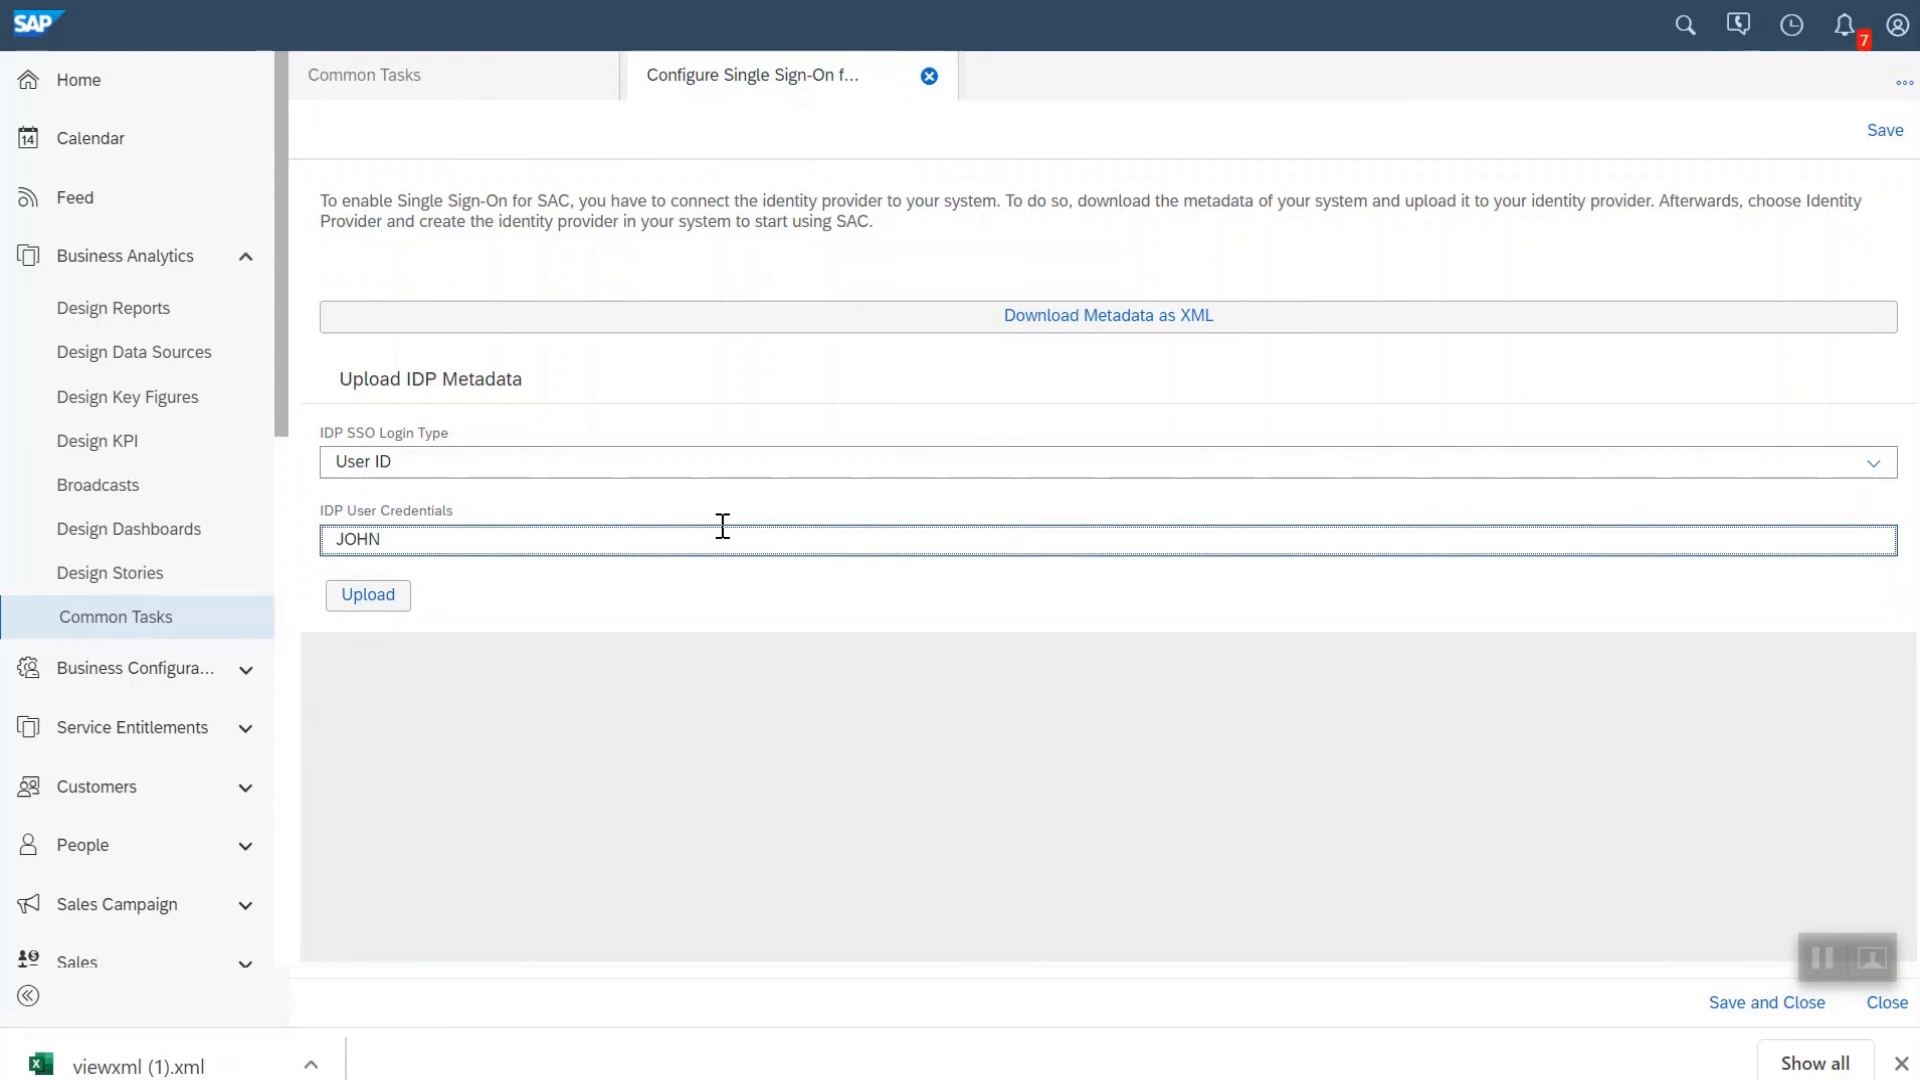 SAP
7
Home
14
Calendar
Feed
Business Analytics
Design Reports
Design Data Sources
Design Key Figures
Design KPI
Broadcasts
Design Dashboards
Design Stories
Common Tasks
Business Configura...
Service Entitlements
Customers
People
Sales Campaign
Sales
Common Tasks
Configure Single Sign-On f...
Save
To enable Single Sign-On for SAC, you have to connect the identity provider to your system. To do so, download the metadata of your system and upload it to your identity provider. Afterwards, choose Identity
Provider and create the identity provider in your system to start using SAC.
Download Metadata as XML
Upload IDP Metadata
IDP SSO Login Type
User ID
IDP User Credentials
JOHN
Upload
Save and Close
Close
viewxml (1).xml
Show all